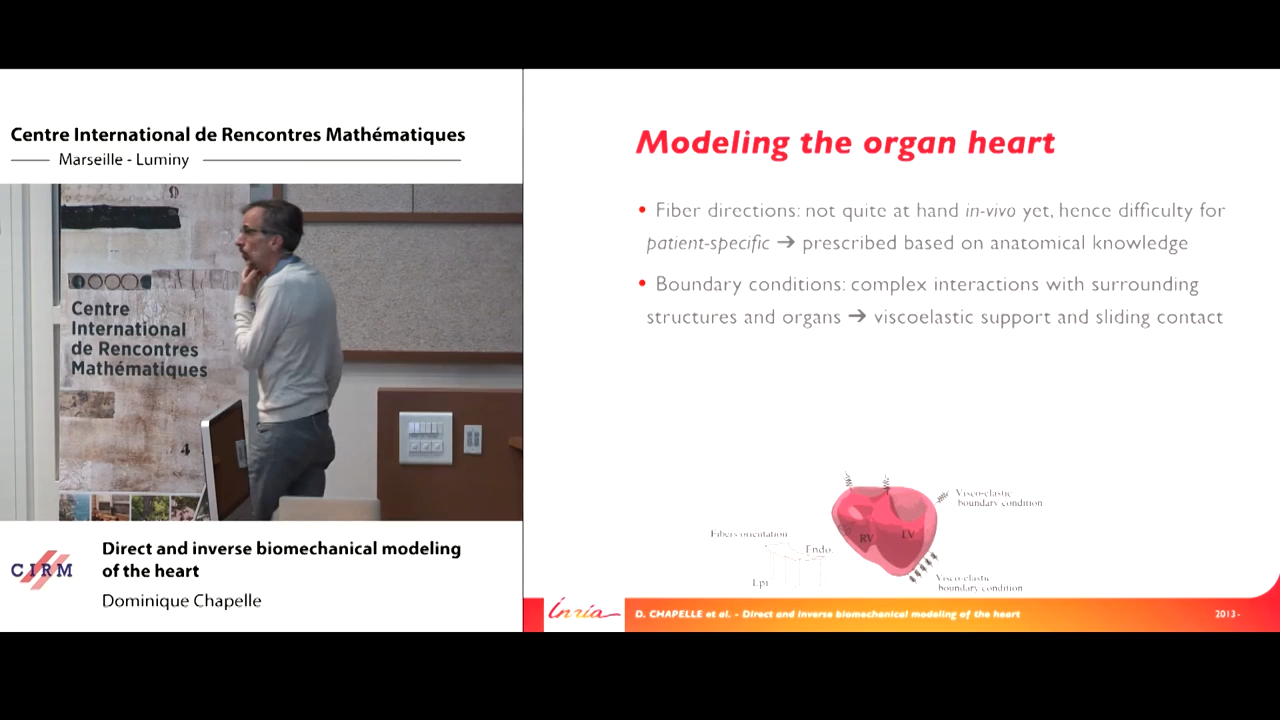 Centre International de Rencontres Mathématiques
Marseille - Luminy
Centre
International
de Rencontres
Mathématiques
4
CIRM
Direct and inverse biomechanical modeling
of the heart
Dominique Chapelle
Modeling the organ heart
• Fiber directions: not quite at hand in-vivo yet, hence difficulty for
patient-specific ➔ prescribed based on anatomical knowledge
• Boundary conditions: complex interactions with surrounding
structures and organs ➔ viscoelastic support and sliding contact
Visco-elastic
boundary condition
Fibers orientation
Endo.
RV
LV
Epi
Visco-elastic
boundary condition
Inria
D. CHAPELLE et al. - Direct and inverse biomechanical modeling of the heart
2013-